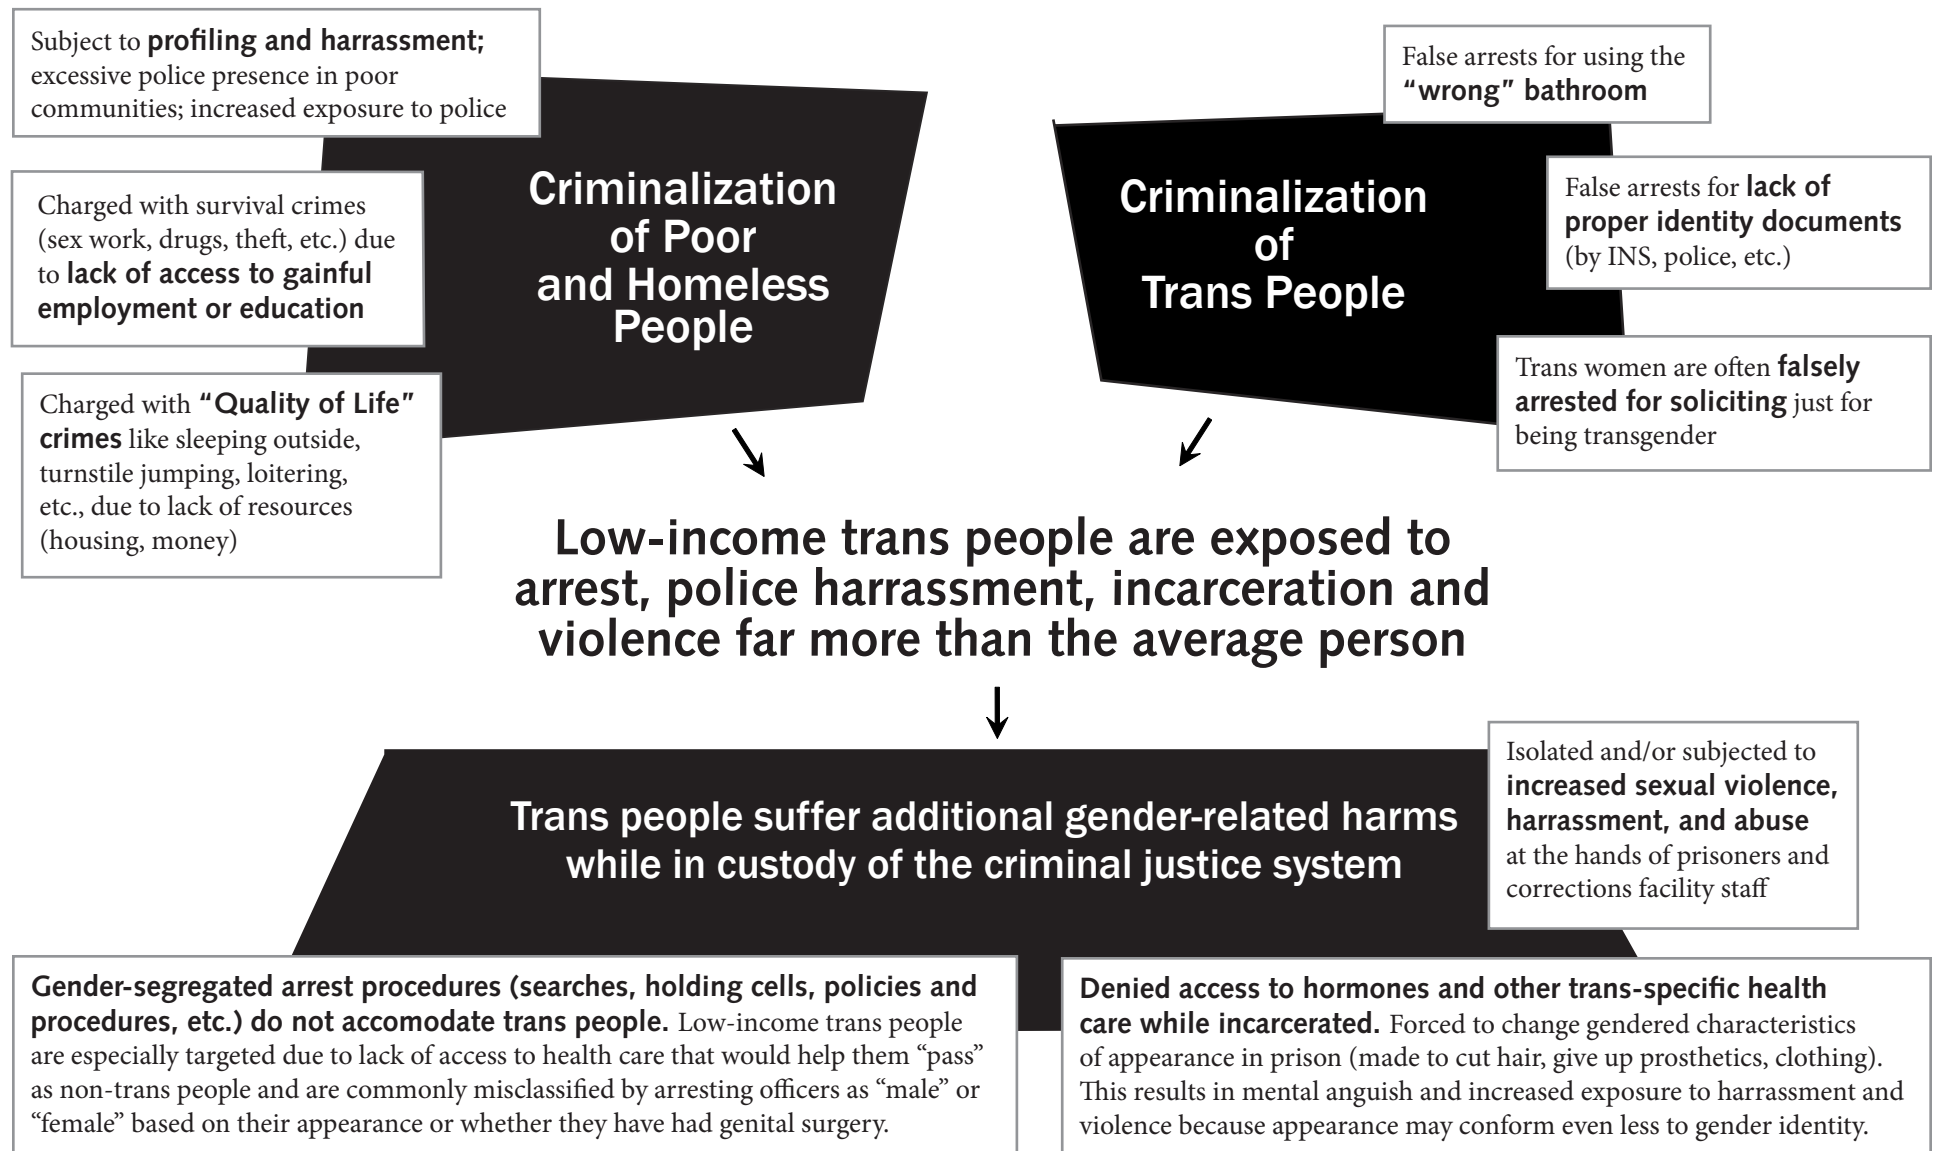 Subject to profiling and harrassment;
excessive police presence in poor
communities; increased exposure to police
Charged with survival crimes
(sex work, drugs, theft, etc.) due
to lack of access to gainful
employment or education
Charged with “Quality of Life”
crimes like sleeping outside,
turnstile jumping, loitering,
etc., due to lack of resources
(housing, money)
Criminalization
of Poor
and Homeless
People
Criminalization
of
Trans People
False arrests for using the
“wrong” bathroom
False arrests for lack of
proper identity documents
(by INS, police, etc.)
Trans women are often falsely
arrested for soliciting just for
being transgender
Low-income trans people are exposed to
arrest, police harrassment, incarceration and
violence far more than the average person
Trans people suffer additional gender-related harms
while in custody of the criminal justice system
Isolated and/or subjected to
increased sexual violence,
harrassment, and abuse
at the hands of prisoners and
corrections facility staff
Gender-segregated arrest procedures (searches, holding cells, policies and
procedures, etc.) do not accomodate trans people. Low-income trans people
are especially targeted due to lack of access to health care that would help them “pass”
as non-trans people and are commonly misclassified by arresting officers as “male” or
“female” based on their appearance or whether they have had genital surgery.
Denied access to hormones and other trans-specific health
care while incarcerated. Forced to change gendered characteristics
of appearance in prison (made to cut hair, give up prosthetics, clothing).
This results in mental anguish and increased exposure to harrassment and
violence because appearance may conform even less to gender identity.